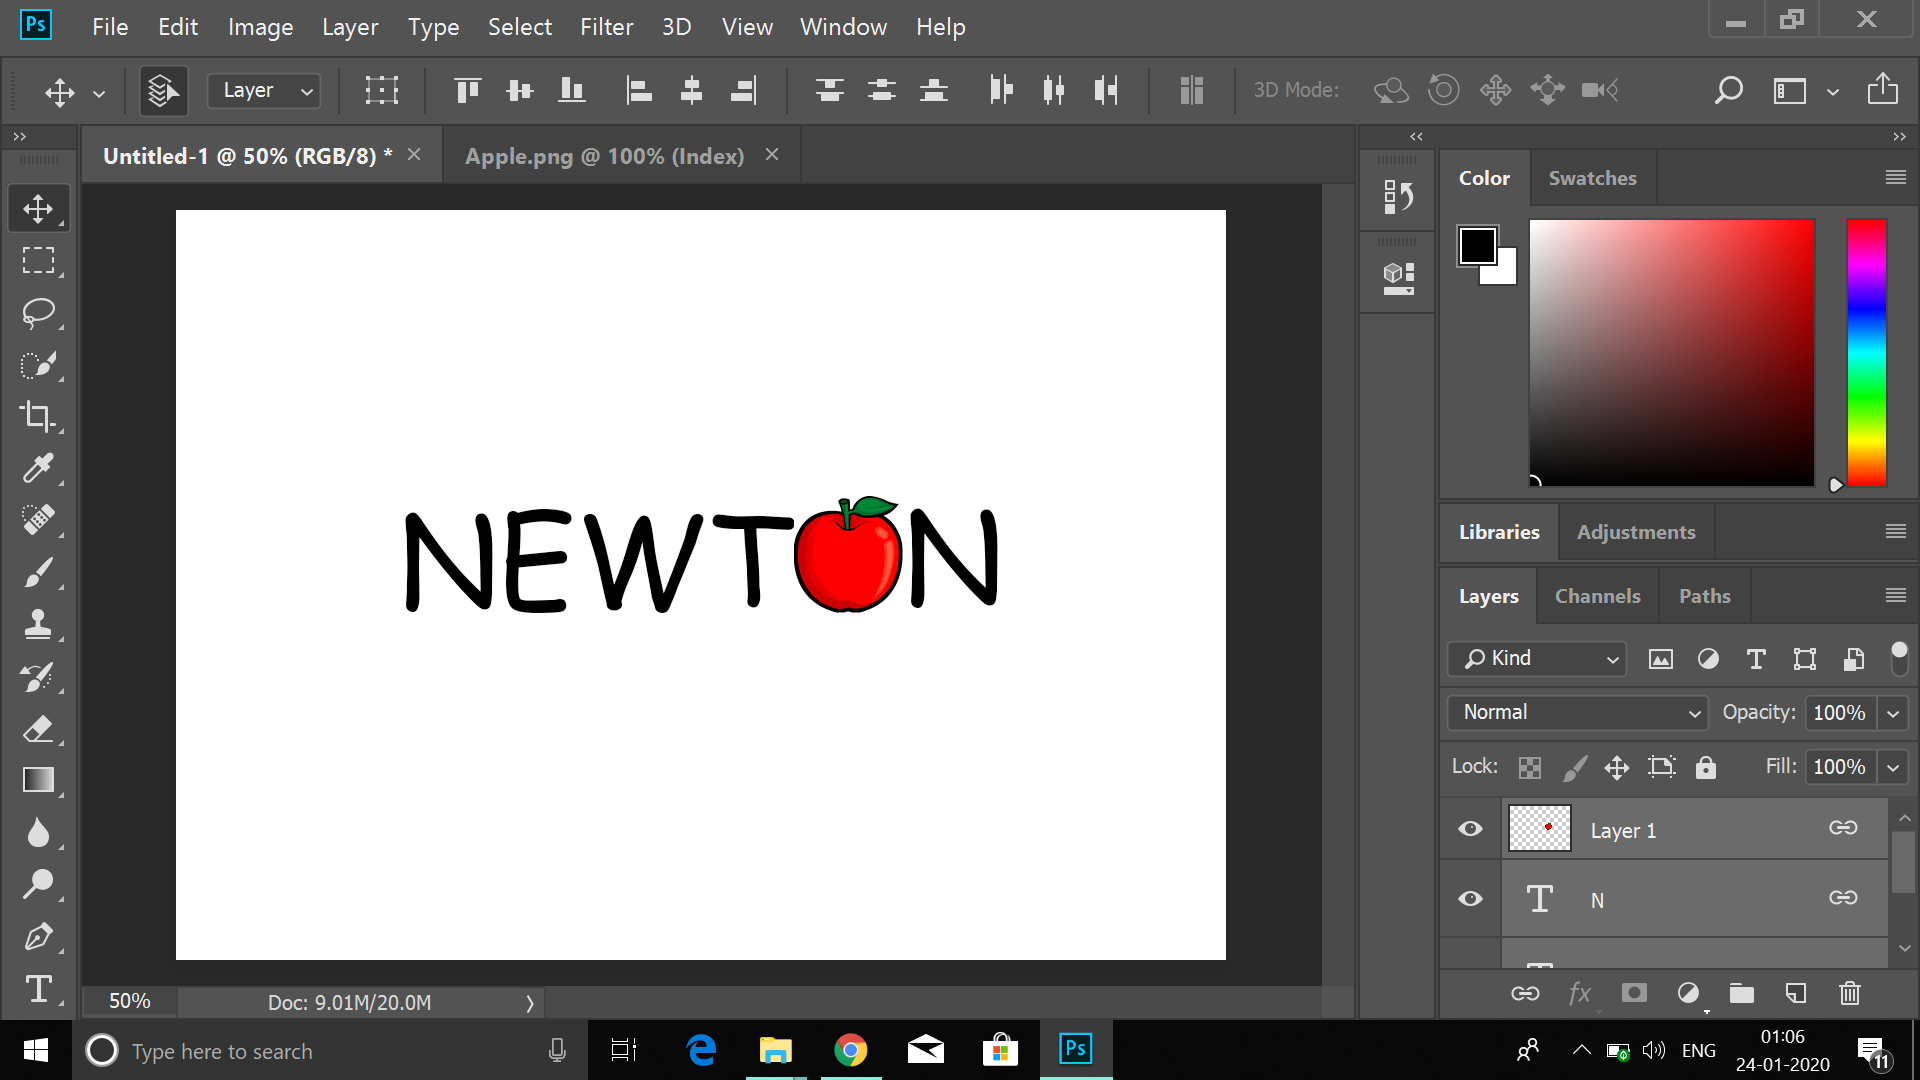 Ps File Edit Image Layer Type Select Filter 3D View Window Help
Layer 3D Mode:
Untitled-1 @ 50% (RGB/8) * Apple.png @ 100% (Index)
Color Swatches
NEWT N
Libraries Adjustments
Layers Channels Paths
Kind
Normal Opacity: 100%
Lock: Fill: 100%
Layer 1
N
50% Doc: 9.01M/20.0M
fx
Type here to search
Ps
ENG
01:06
24-01-2020
11